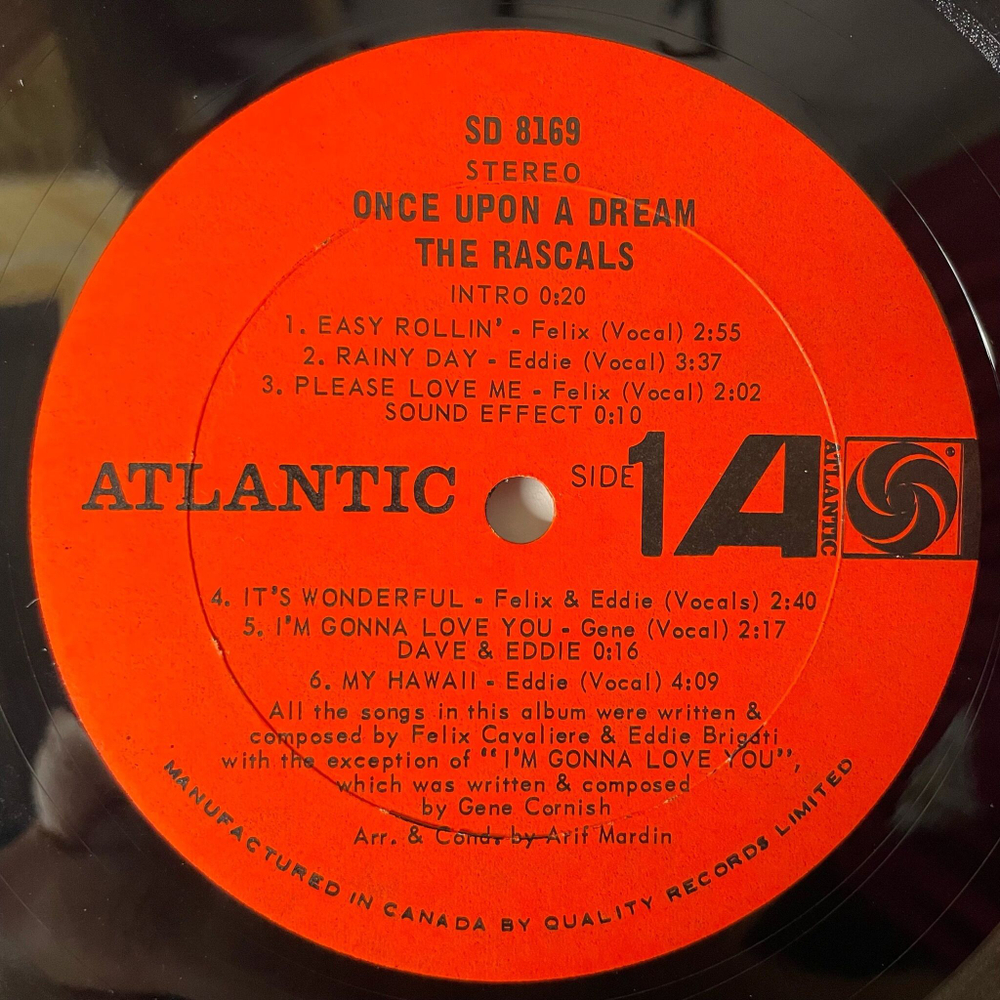 SD 8169
STEREO
ONCE UPON A DREAM
THE RASCALS
INTRO 0:20
1. EASY ROLLIN' - Felix (Vocal) 2:55
2. RAINY DAY - Eddie (Vocal) 3:37
3. PLEASE LOVE ME - Felix (Vocal) 2:02
SOUND EFFECT 0:10
ATLANTIC
SIDE 1 A
ATLANTIC
4. IT'S WONDERFUL - Felix & Eddie (Vocals) 2:40
5. I'M GONNA LOVE YOU - Gene (Vocal) 2:17
DAVE & EDDIE 0:16
6. MY HAWAII - Eddie (Vocal) 4:09
All the songs in this album were written &
composed by Felix Cavaliere & Eddie Brigati
with the exception of "I'M GONNA LOVE YOU",
which was written & composed
by Gene Cornish
Arr. & Cond. by Arif Mardin
MANUFACTURED IN CANADA BY QUALITY RECORDS LIMITED